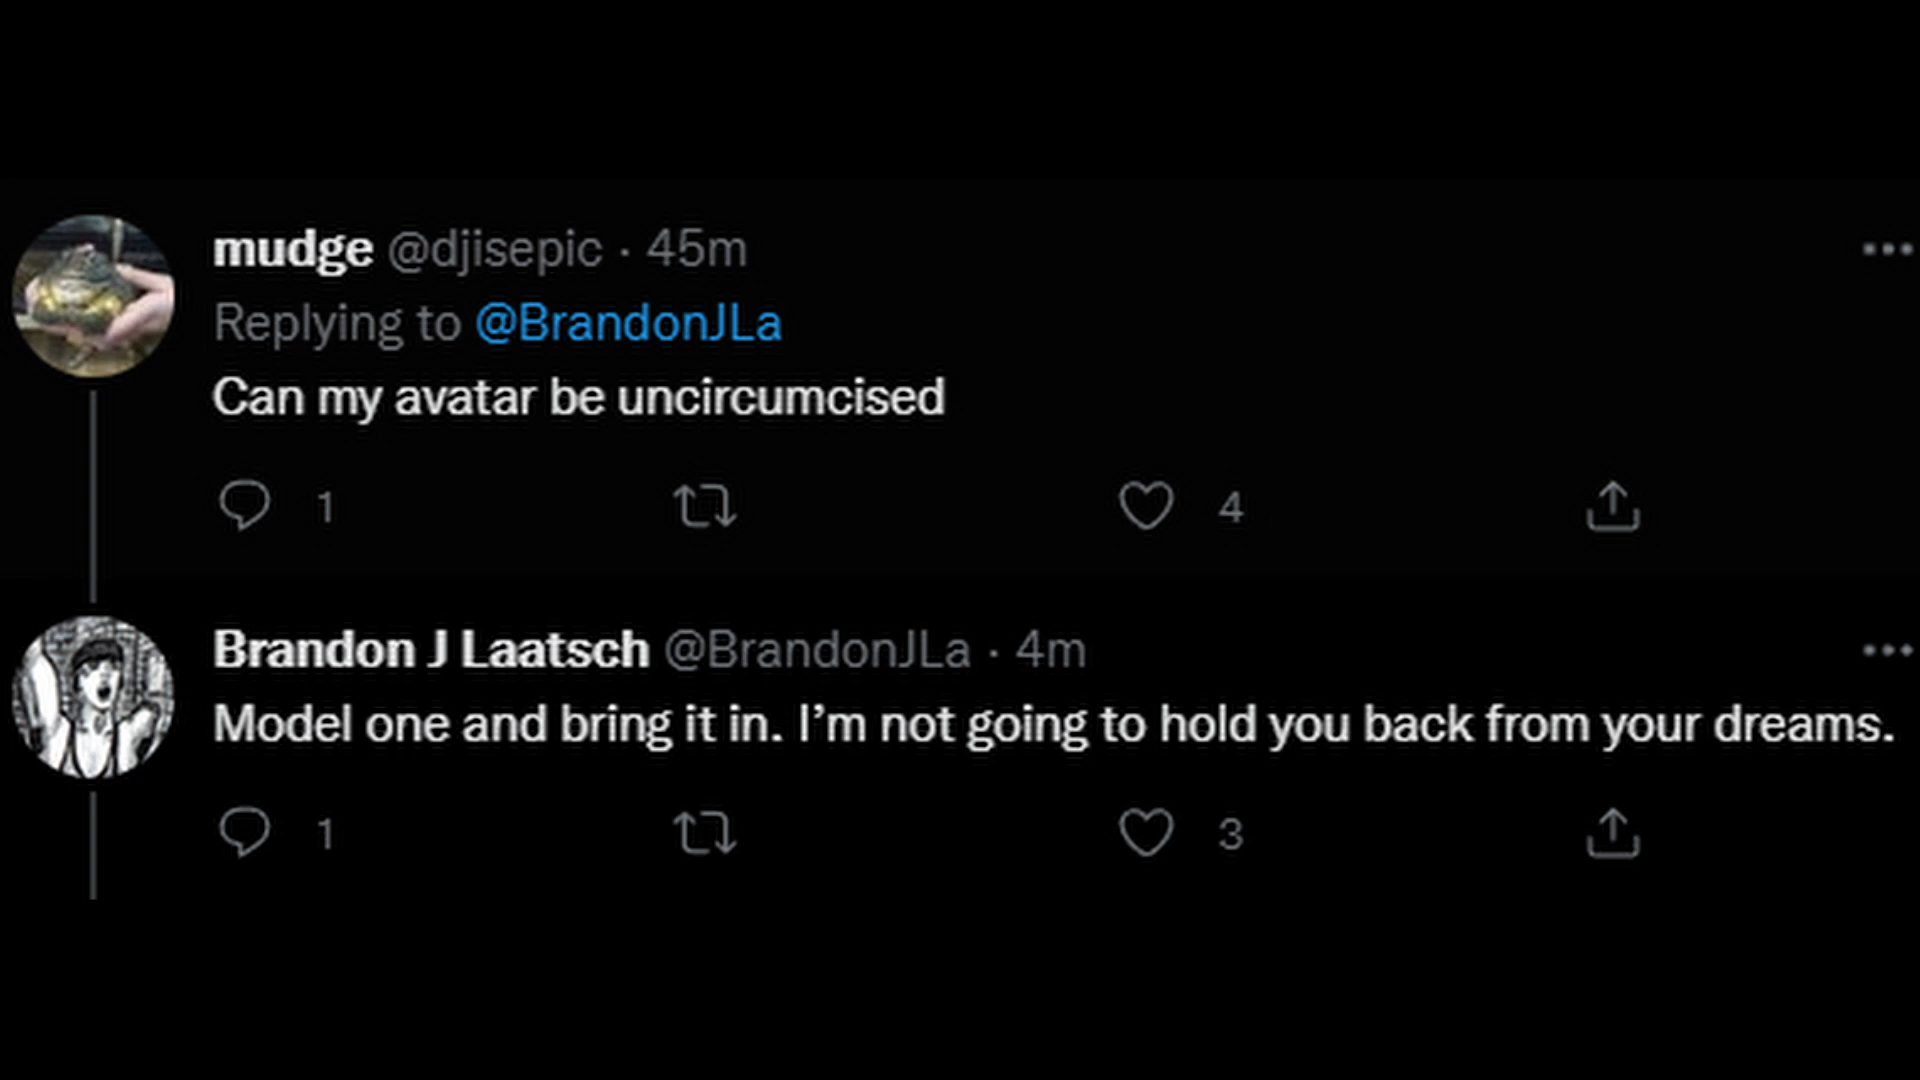 mudge @djisepic · 45m
Replying to @BrandonJLa
Can my avatar be uncircumcised
1 4
Brandon J Laatsch @BrandonJLa · 4m
Model one and bring it in. I’m not going to hold you back from your dreams.
1 3